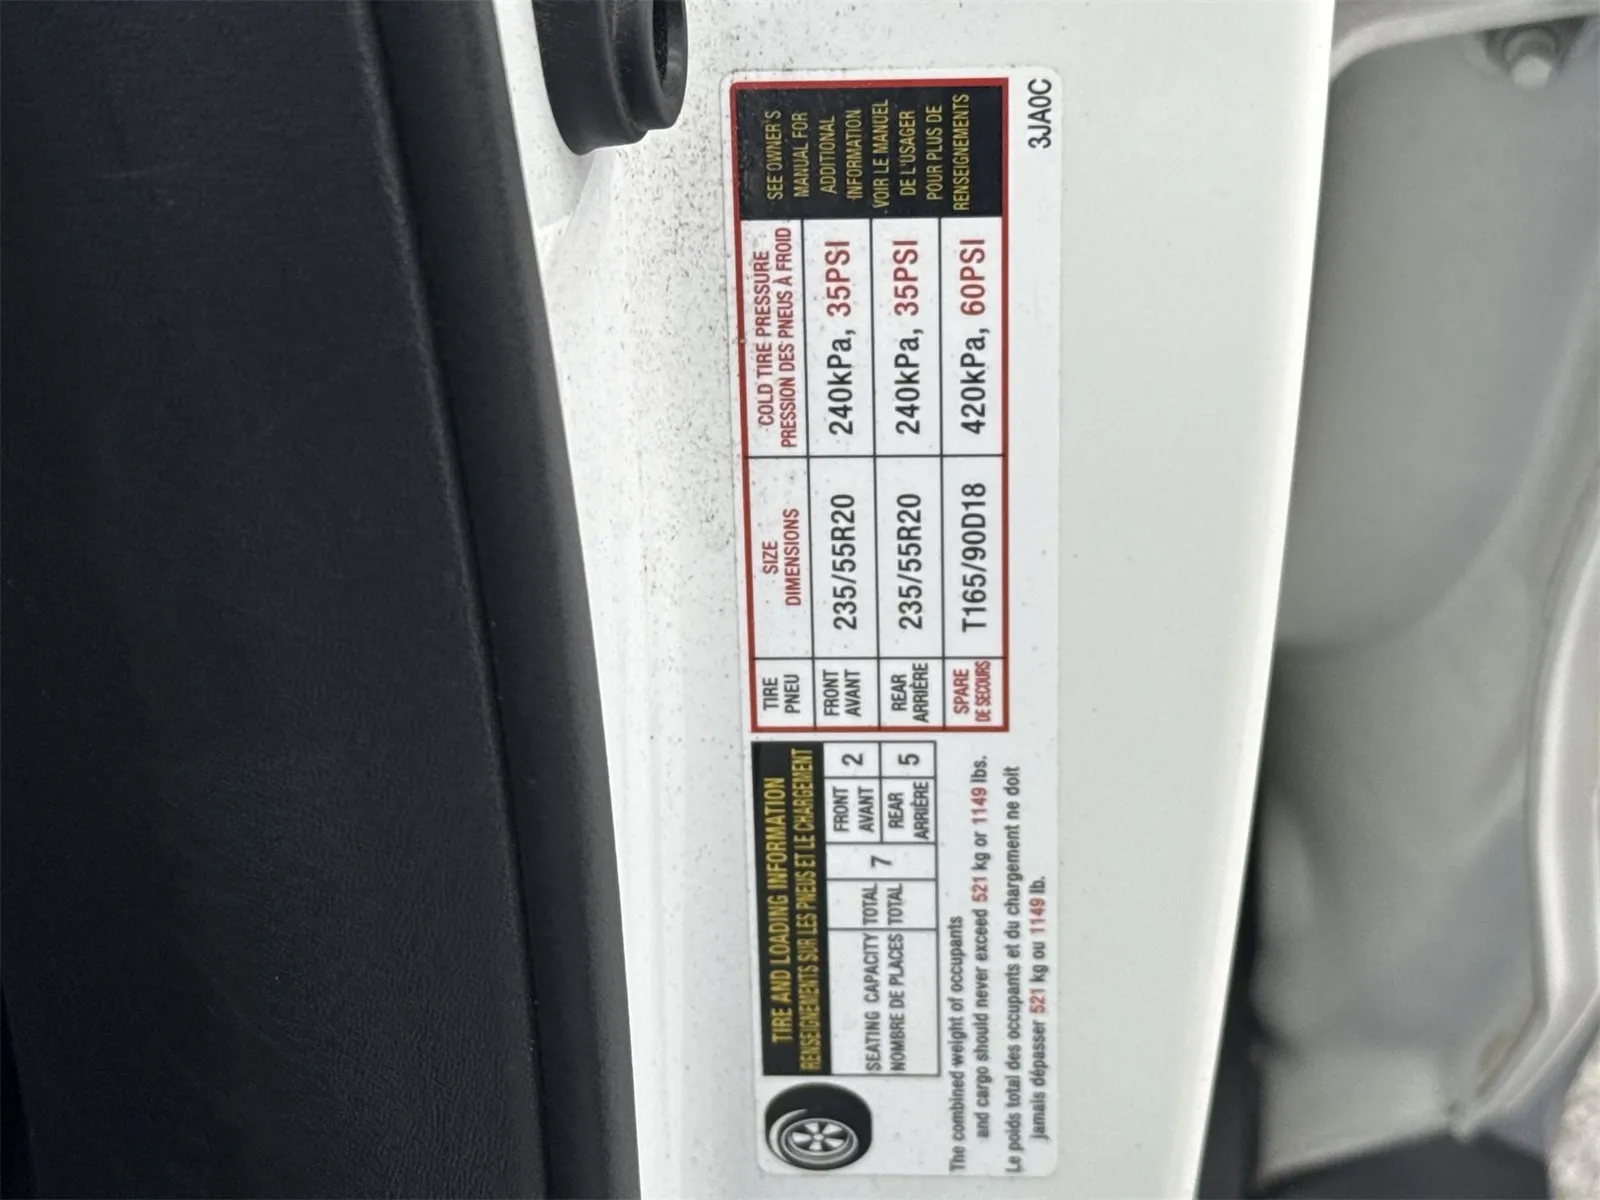 TIRE AND LOADING INFORMATION
RENSEIGNEMENTS SUR LES PNEUS ET LE CHARGEMENT
SEATING CAPACITY
NOMBRE DE PLACES
TOTAL
TOTAL
7
FRONT
AVANT
2
REAR
ARRIÈRE
5
The combined weight of occupants
and cargo should never exceed 521 kg or 1149 lbs.
Le poids total des occupants et du chargement ne doit
jamais dépasser 521 kg ou 1149 lb.
TIRE
PNEU
SIZE
DIMENSIONS
COLD TIRE PRESSURE
PRESSION DES PNEUS À FROID
FRONT
AVANT
235/55R20
240kPa, 35PSI
REAR
ARRIÈRE
235/55R20
240kPa, 35PSI
SPARE
DE SECOURS
T165/90D18
420kPa, 60PSI
SEE OWNER'S
MANUAL FOR
ADDITIONAL
INFORMATION
VOIR LE MANUEL
DE L'USAGER
POUR PLUS DE
RENSEIGNEMENTS
3JA0C